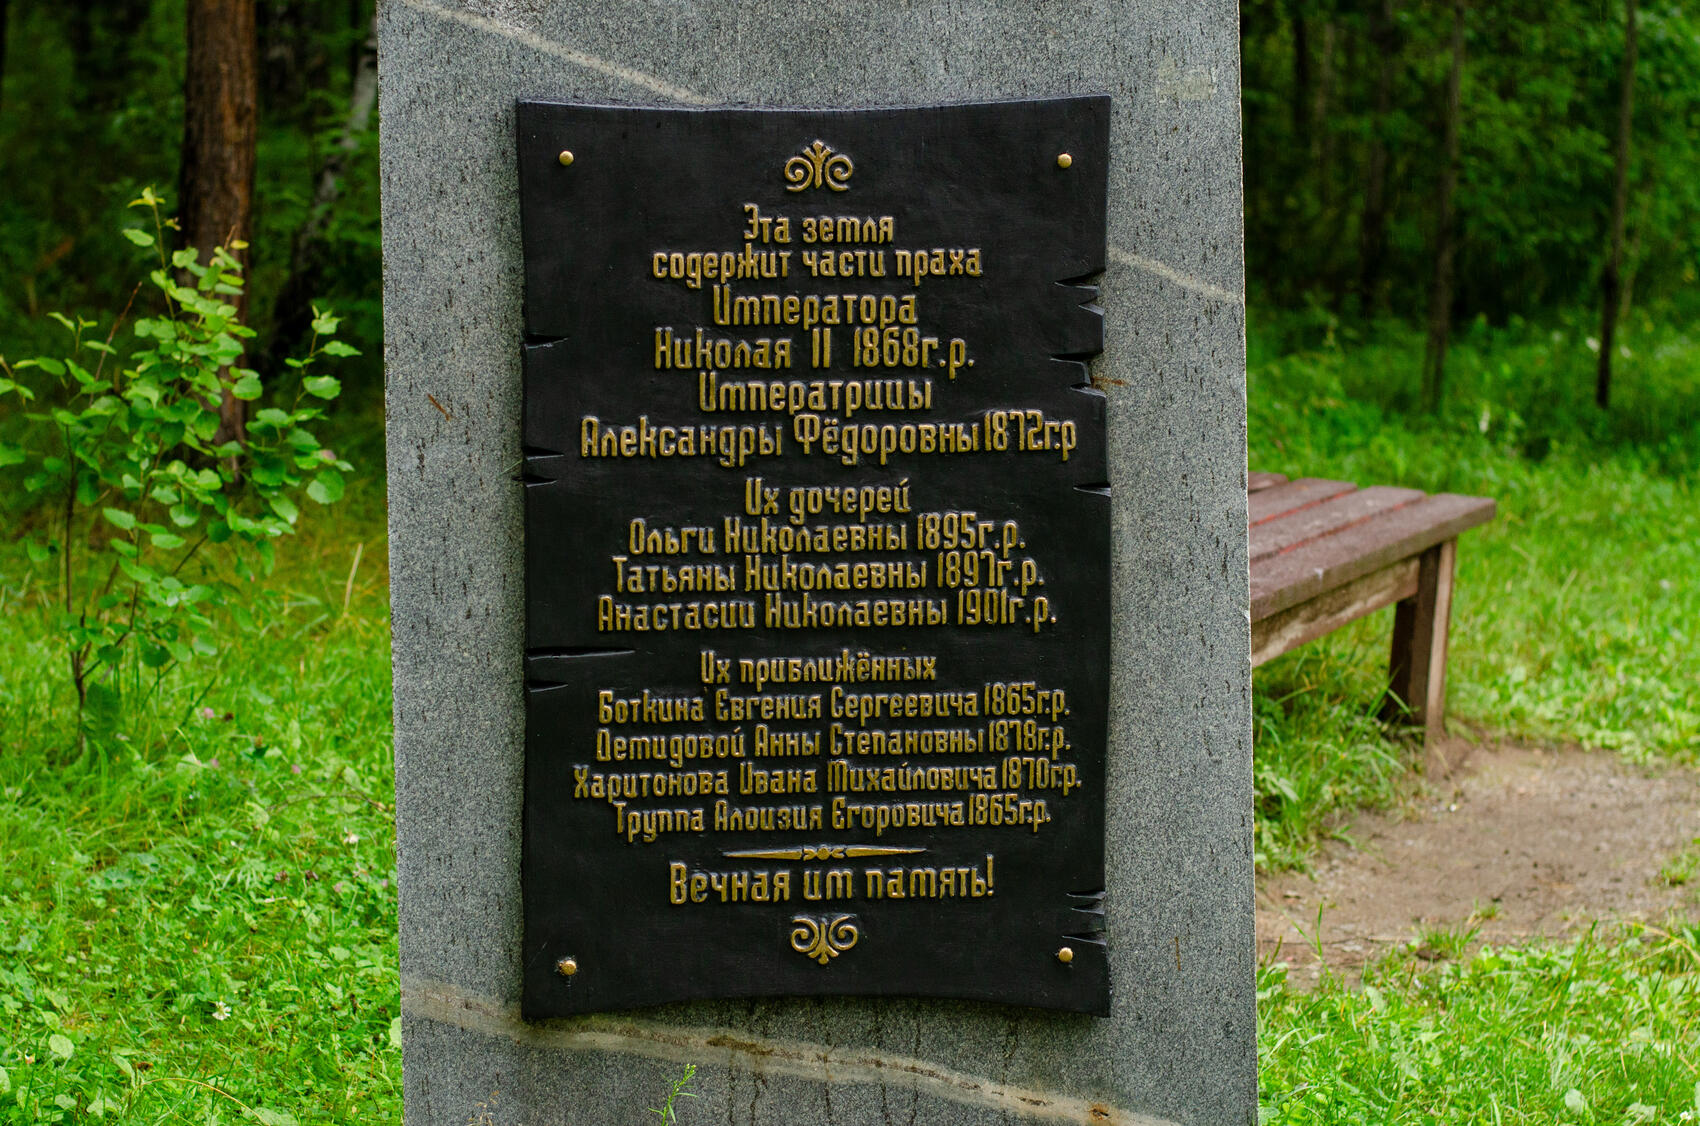 Эта земля
содержит части праха
Императора
Николая II 1868г.р.
Императрицы
Александры Фёдоровны 1872г.р
Их дочерей
Ольги Николаевны 1895г.р.
Татьяны Николаевны 1897г.р.
Анастасии Николаевны 1901г.р.
Их приближённых
Боткина Евгения Сергеевича 1865г.р.
Демидовой Анны Степановны 1878г.р.
Харитонова Ивана Михайловича 1870г.р.
Труппа Алоизия Егоровича 1865г.р.
Вечная им память!